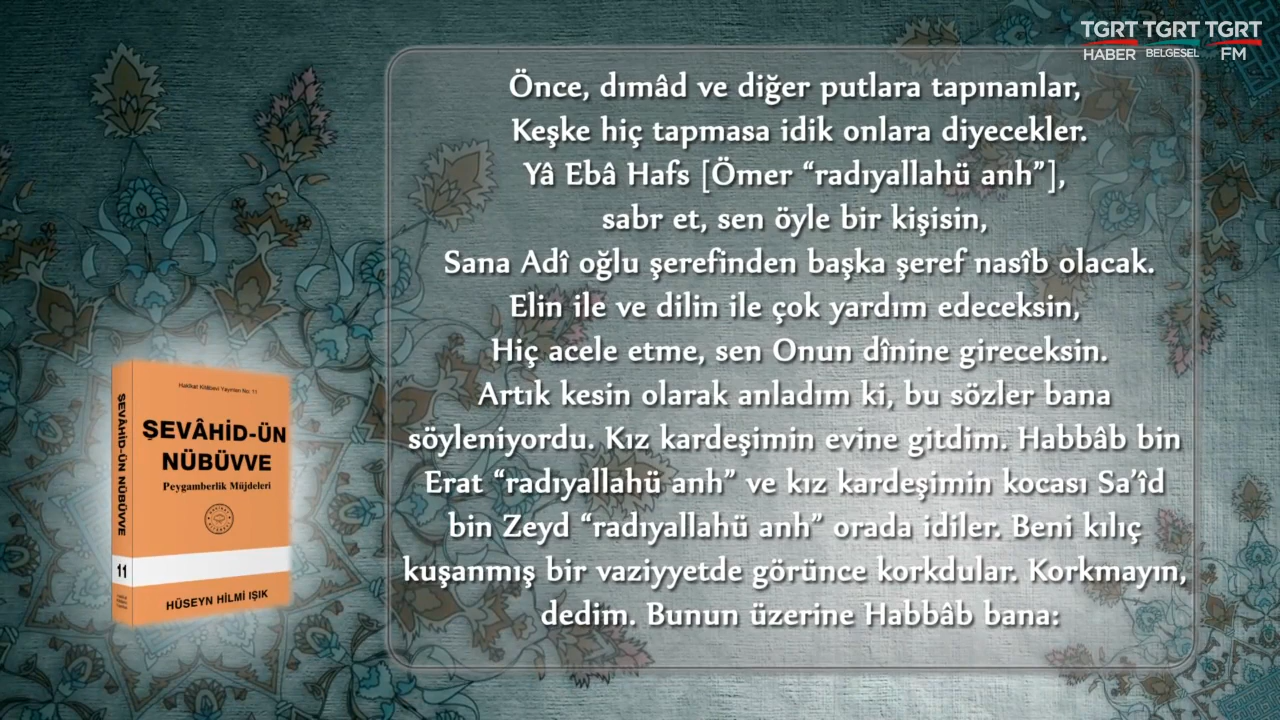 TGRT TGRT TGRT
HABER BELGESEL FM
Önce, dımâd ve diğer putlara tapınanlar,
Keşke hiç tapmasa idik onlara diyecekler.
Yâ Ebâ Hafs [Ömer “radıyallahü anh”],
sabr et, sen öyle bir kişisin,
Sana Adî oğlu şerefinden başka şeref nasîb olacak.
Elin ile ve dilin ile çok yardım edeceksin,
Hiç acele etme, sen Onun dînine gireceksin.
Artık kesin olarak anladım ki, bu sözler bana
söyleniyordu. Kız kardeşimin evine gitdim. Habbâb bin
Erat “radıyallahü anh” ve kız kardeşimin kocası Sa’îd
bin Zeyd “radıyallahü anh” orada idiler. Beni kılıç
kuşanmış bir vaziyyetde görünce korkdular. Korkmayın,
dedim. Bunun üzerine Habbâb bana:
Hakîkat Kitâbevi Yayınları No: 11
ŞEVÂHİD-ÜN
NÜBÜVVE
Peygamberlik Müjdeleri
HÜSEYN HİLMİ IŞIK
ŞEVÂHİD-ÜN NÜBÜVVE
11